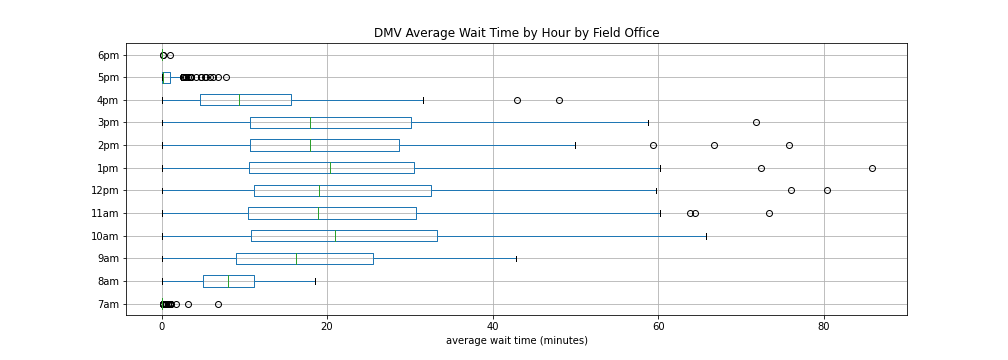 DMV Average Wait Time by Hour by Field Office
6pm
5pm
4pm
3pm
2pm
1pm
12pm
11am
10am
9am
8am
7am
0 20 40 60 80
average wait time (minutes)